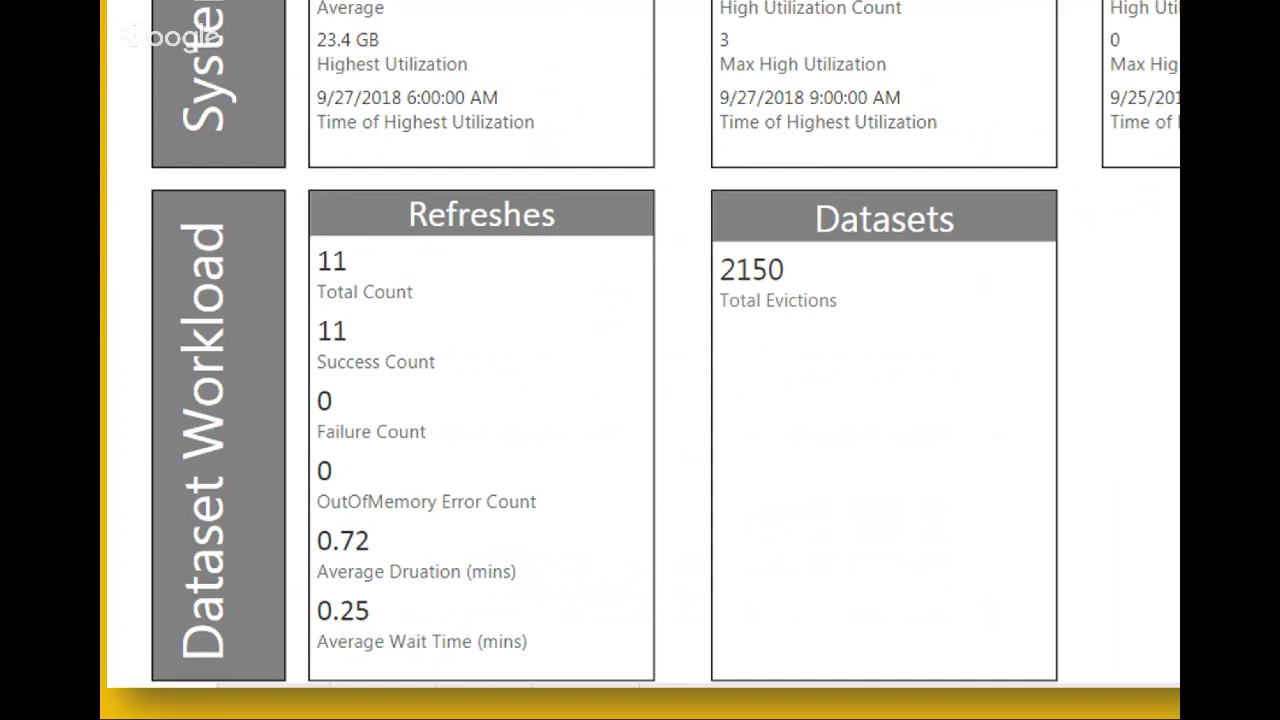 Google
Syste
Average
23.4 GB
Highest Utilization
9/27/2018 6:00:00 AM
Time of Highest Utilization
High Utilization Count
3
Max High Utilization
9/27/2018 9:00:00 AM
Time of Highest Utilization
High Uti
0
Max Hig
9/25/201
Time of
Dataset Workload
Refreshes
11
Total Count
11
Success Count
0
Failure Count
0
OutOfMemory Error Count
0.72
Average Druation (mins)
0.25
Average Wait Time (mins)
Datasets
2150
Total Evictions